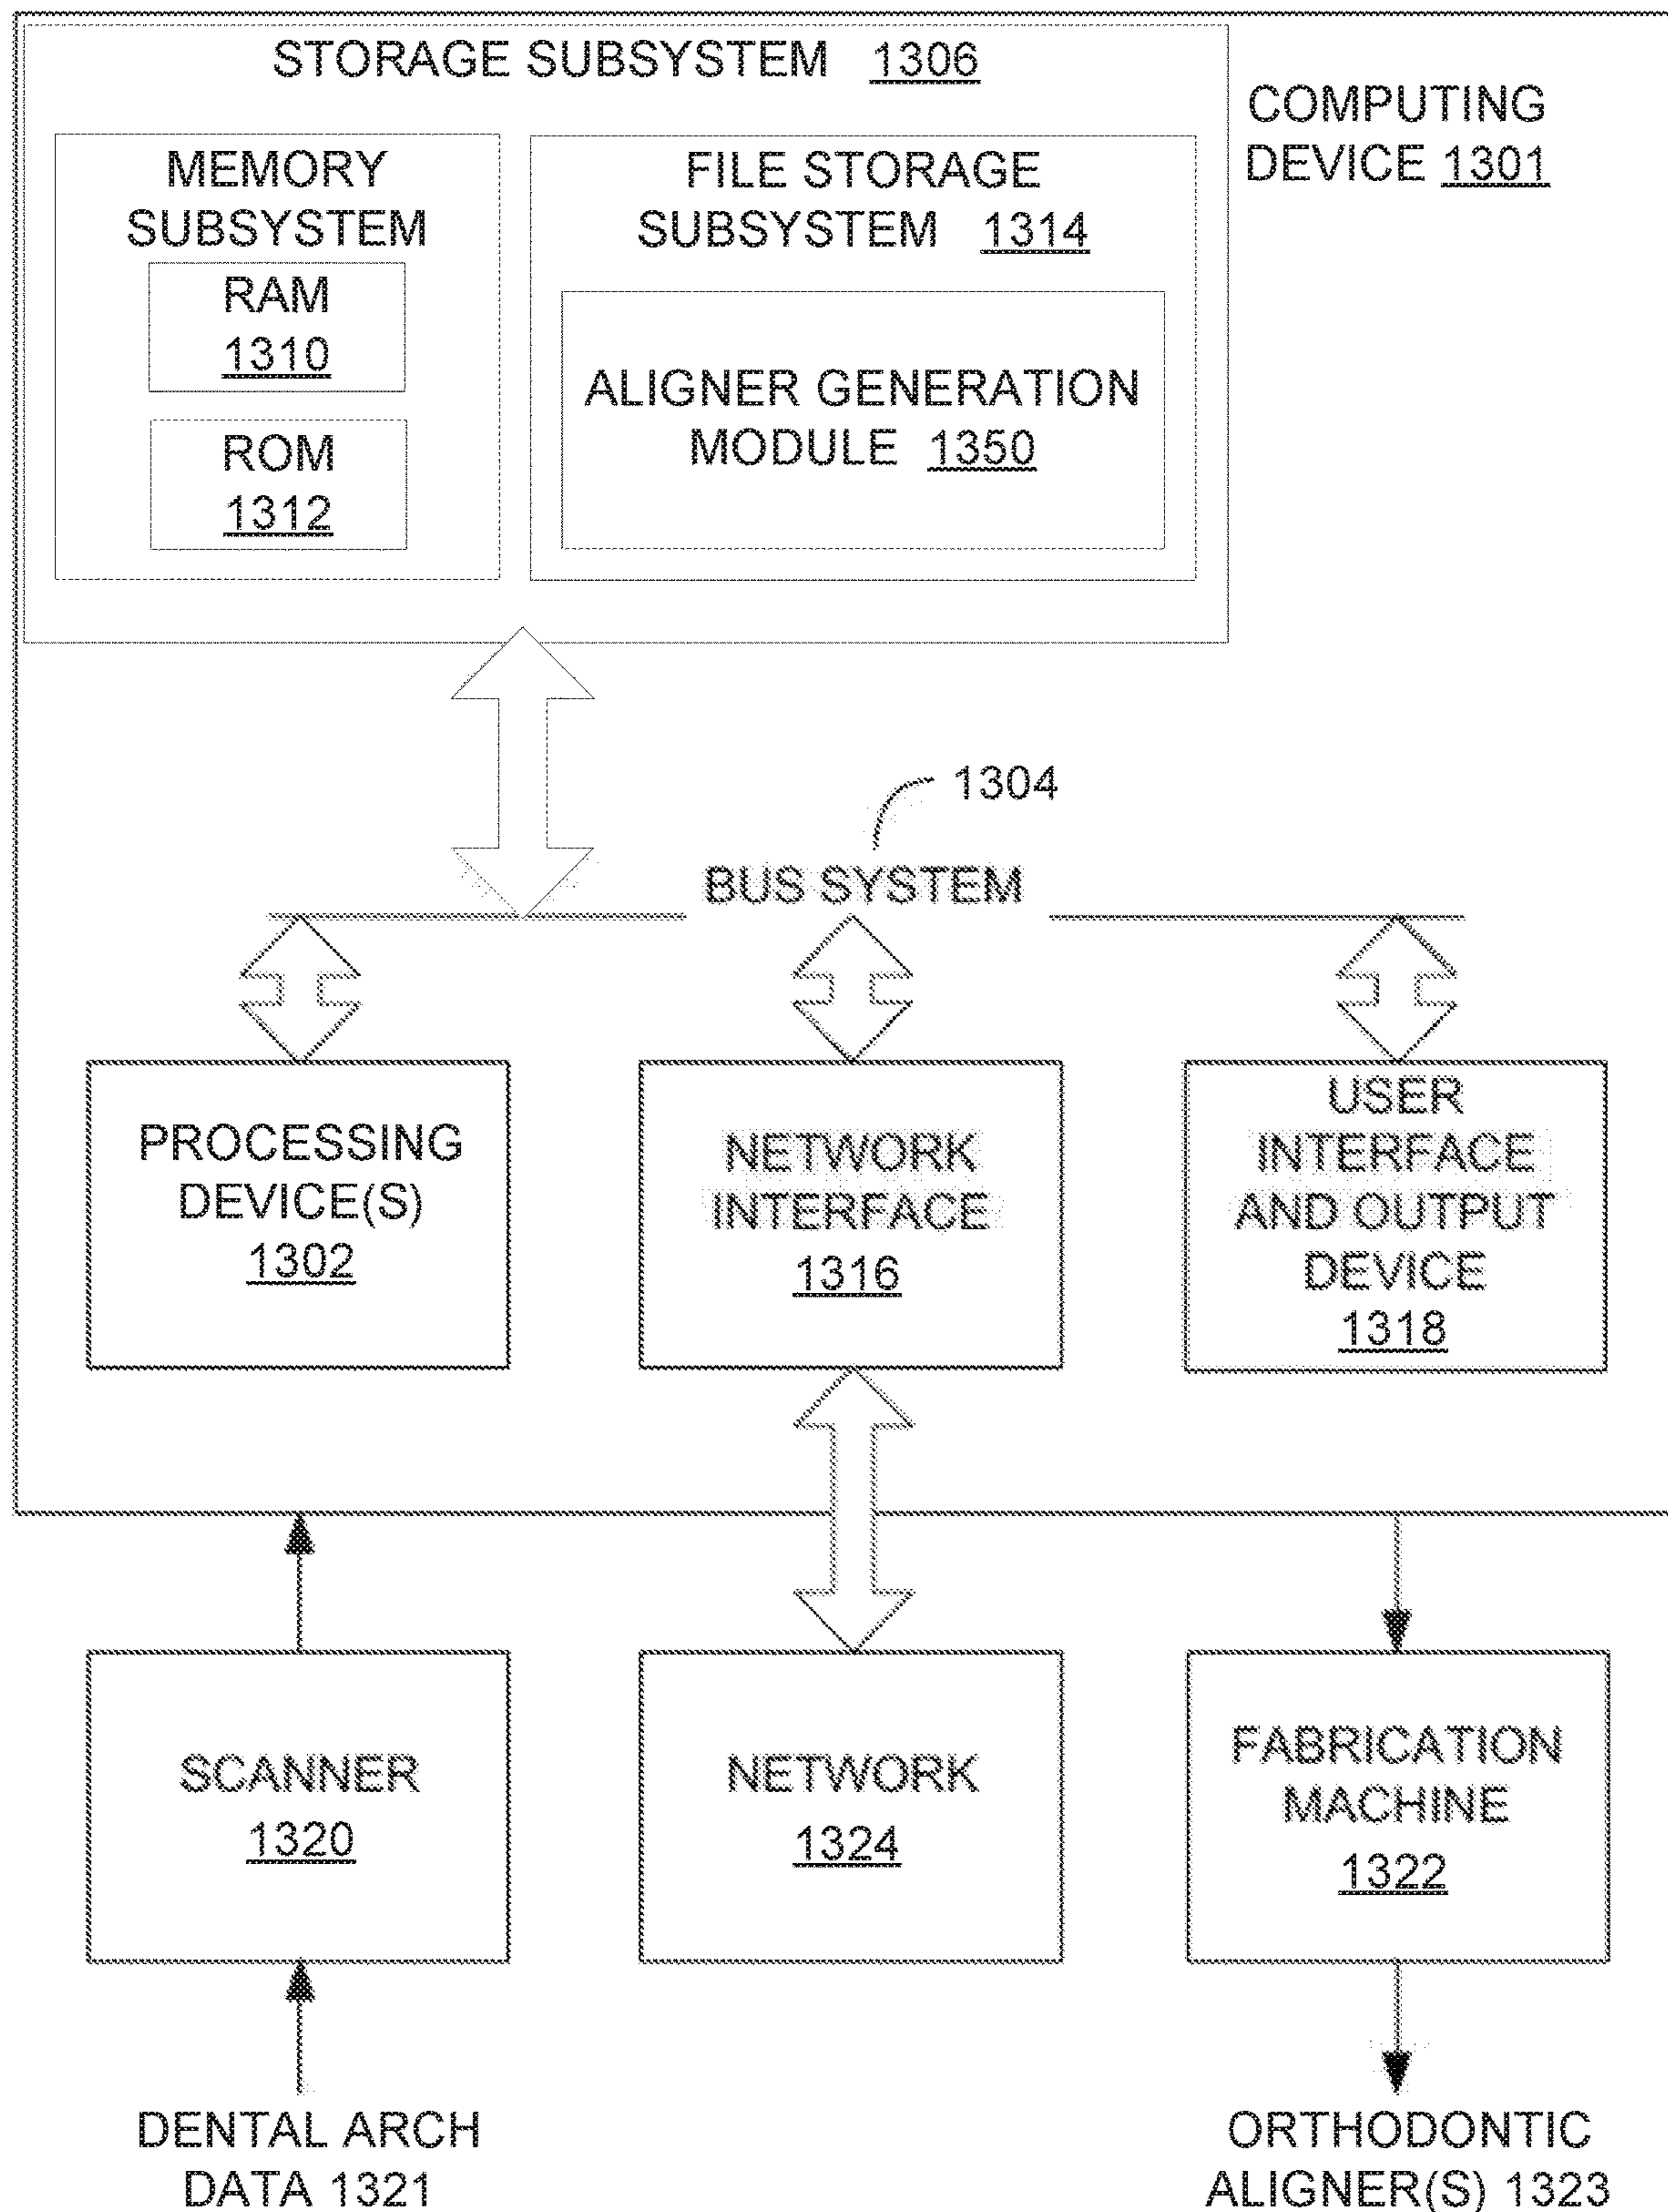 STORAGE SUBSYSTEM 1306
COMPUTING
DEVICE 1301
MEMORY
SUBSYSTEM
RAM
1310
ROM
1312
FILE STORAGE
SUBSYSTEM 1314
ALIGNER GENERATION
MODULE 1350
1304
BUS SYSTEM
PROCESSING
DEVICE(S)
1302
NETWORK
INTERFACE
1316
USER
INTERFACE
AND OUTPUT
DEVICE
1318
SCANNER
1320
NETWORK
1324
FABRICATION
MACHINE
1322
DENTAL ARCH
DATA 1321
ORTHODONTIC
ALIGNER(S) 1323